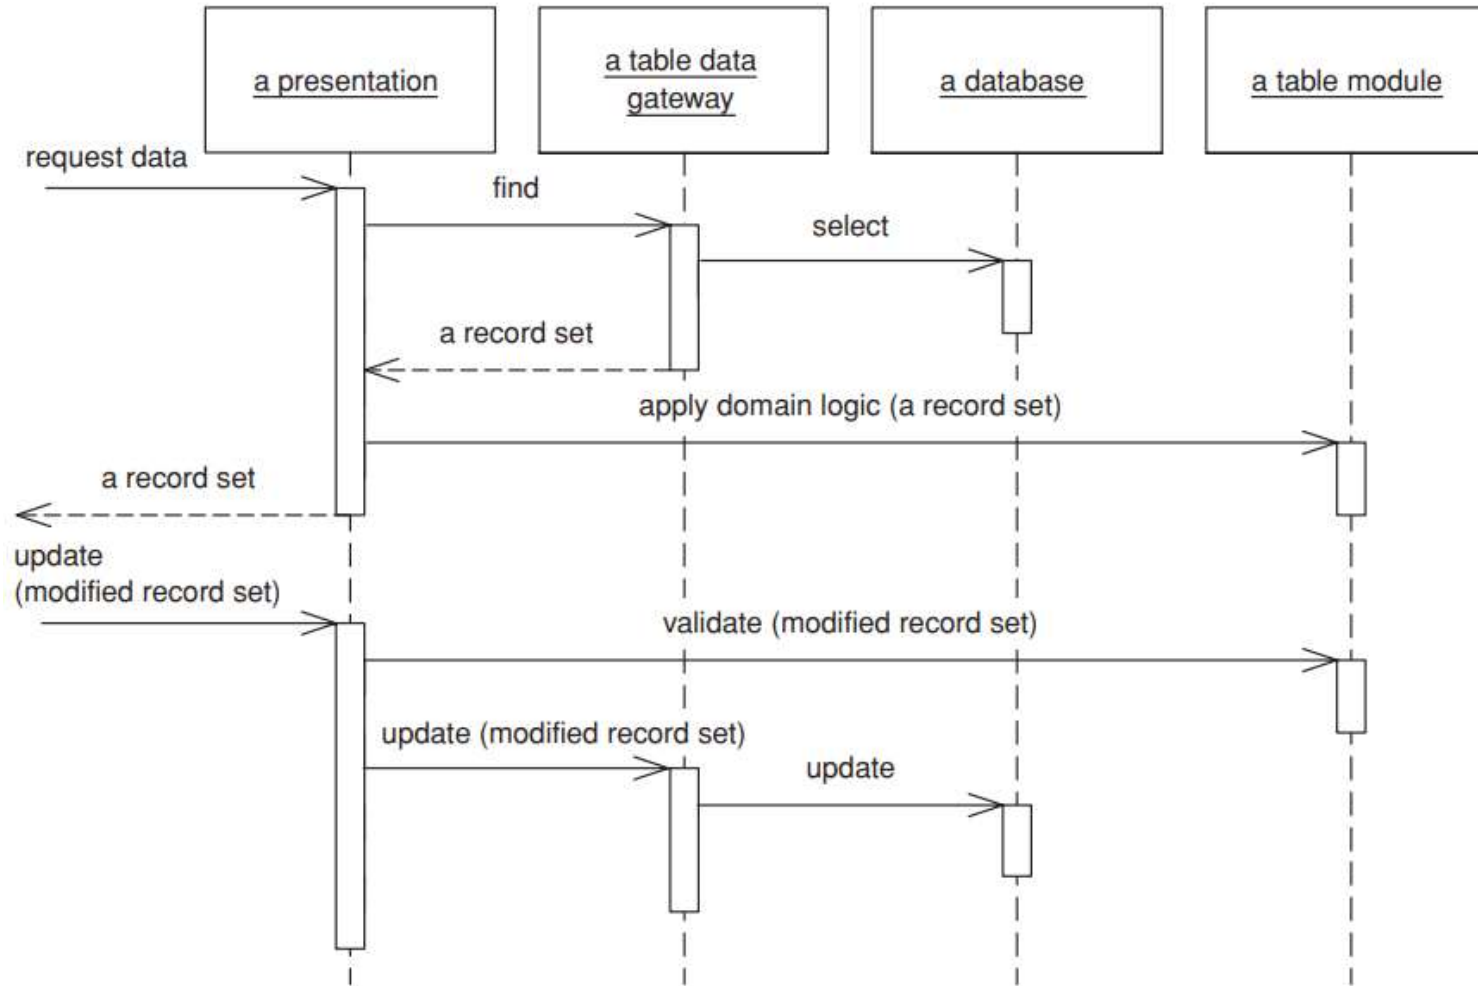 a presentation
a table data
gateway
a database
a table module
request data
find
select
a record set
apply domain logic (a record set)
a record set
update
(modified record set)
validate (modified record set)
update (modified record set)
update